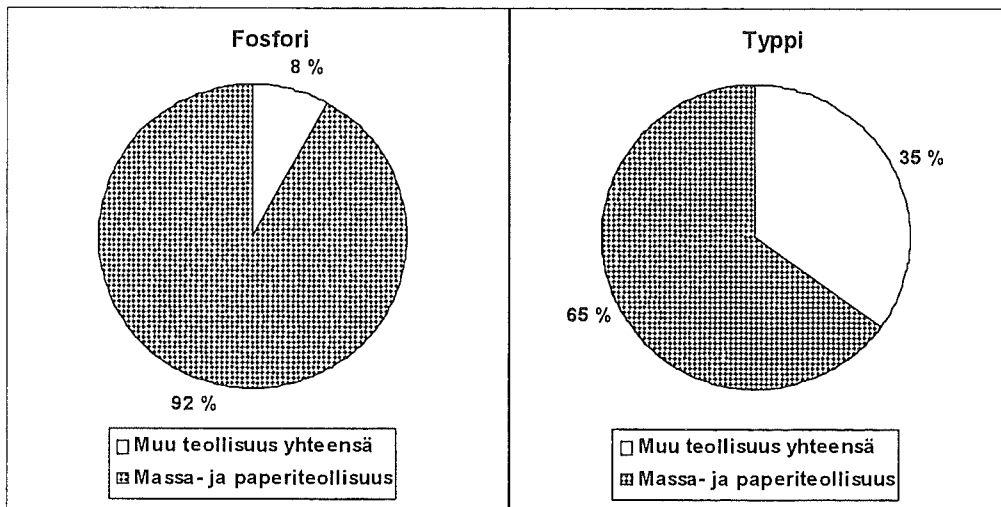 Fosfori
8 %
92 %
Muu teollisuus yhteensä
Massa- ja paperiteollisuus
Typpi
35 %
65 %
Muu teollisuus yhteensä
Massa- ja paperiteollisuus